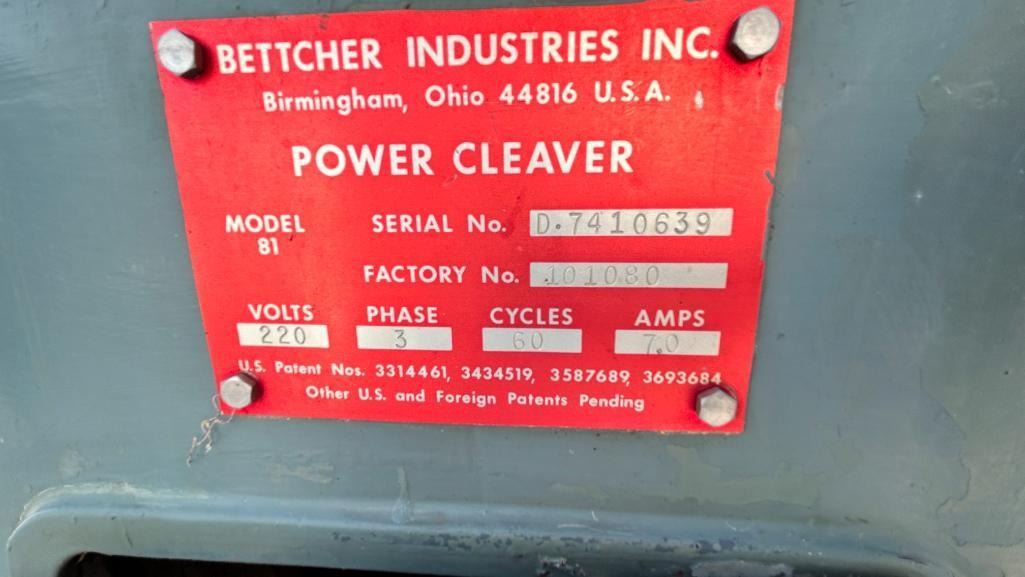 BETTCHER INDUSTRIES INC.
Birmingham, Ohio 44816 U.S.A.
POWER CLEAVER
MODEL 81 SERIAL No. D.7410639
FACTORY No. 101080
VOLTS PHASE CYCLES AMPS
220 3 60 7.0
U.S. Patent Nos. 3314461, 3434519, 3587689, 3693684
Other U.S. and Foreign Patents Pending